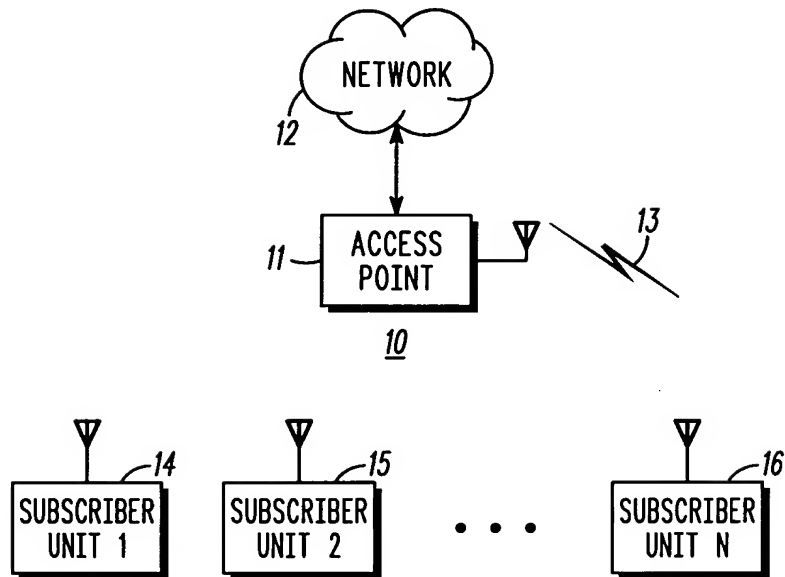 NETWORK
12
ACCESS
POINT
11
13
10
14
15
16
SUBSCRIBER
UNIT 1
SUBSCRIBER
UNIT 2
• • •
SUBSCRIBER
UNIT N